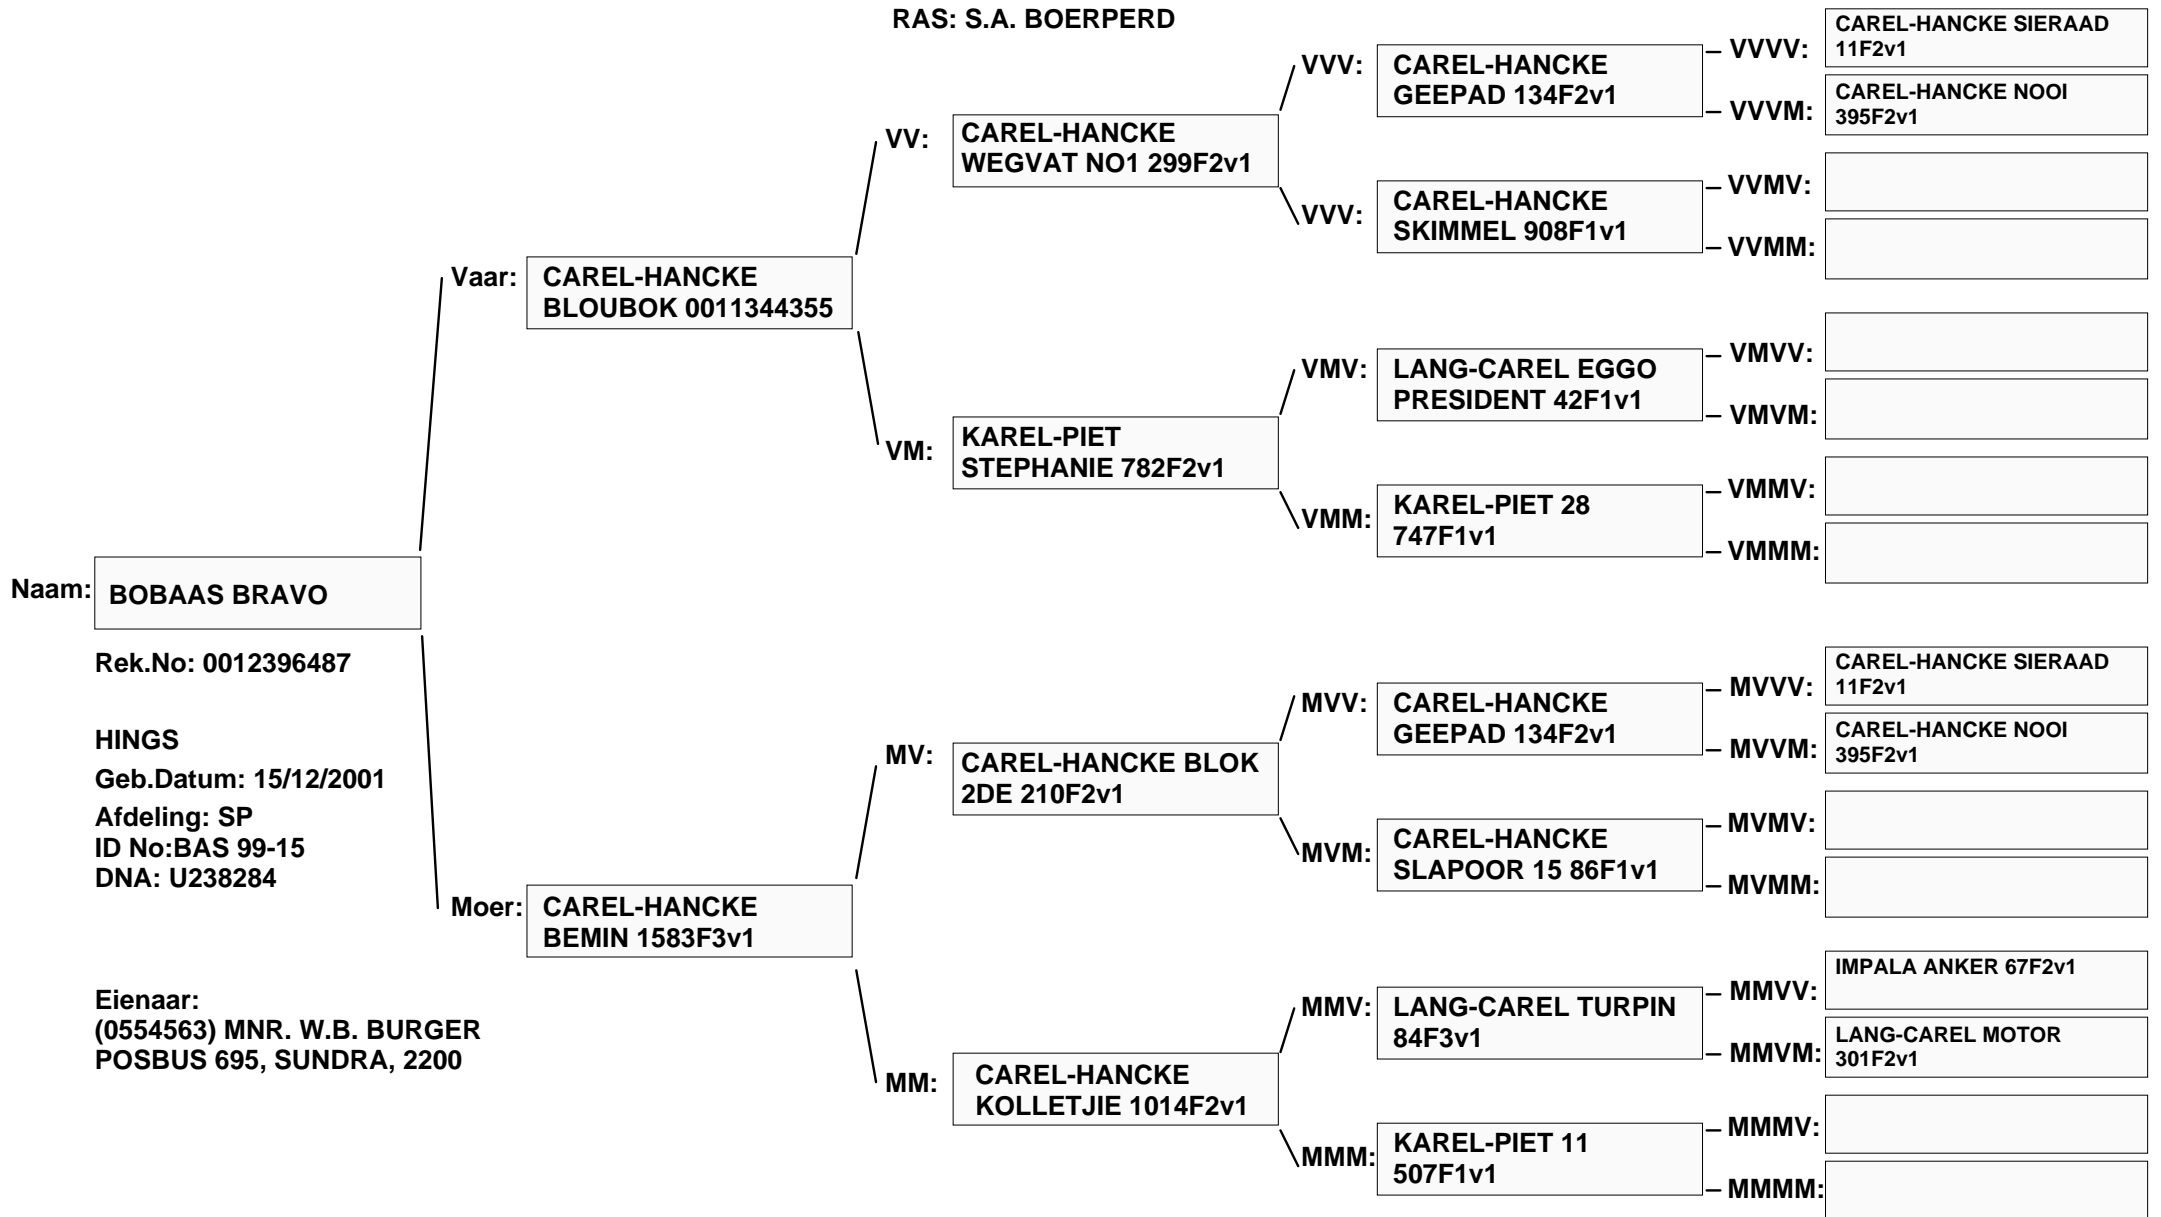 RAS: S.A. BOERPERD
Naam:
BOBAAS BRAVO
Rek.No: 0012396487
HINGS
Geb.Datum: 15/12/2001
Afdeling: SP
ID No:BAS 99-15
DNA: U238284
Eienaar:
(0554563) MNR. W.B. BURGER
POSBUS 695, SUNDRA, 2200
Vaar:
CAREL-HANCKE
BLOUBOK 0011344355
Moer:
CAREL-HANCKE
BEMIN 1583F3v1
VV:
CAREL-HANCKE
WEGVAT NO1 299F2v1
VM:
KAREL-PIET
STEPHANIE 782F2v1
MV:
CAREL-HANCKE BLOK
2DE 210F2v1
MM:
CAREL-HANCKE
KOLLETJIE 1014F2v1
VVV:
CAREL-HANCKE
GEEPAD 134F2v1
VVV:
CAREL-HANCKE
SKIMMEL 908F1v1
VMV:
LANG-CAREL EGGO
PRESIDENT 42F1v1
VMM:
KAREL-PIET 28
747F1v1
MVV:
CAREL-HANCKE
GEEPAD 134F2v1
MVM:
CAREL-HANCKE
SLAPOOR 15 86F1v1
MMV:
LANG-CAREL TURPIN
84F3v1
MMM:
KAREL-PIET 11
507F1v1
VVVV:
CAREL-HANCKE SIERAAD
11F2v1
VVVM:
CAREL-HANCKE NOOI
395F2v1
VVMV:
VVMM:
VMVV:
VMVM:
VMMV:
VMMM:
MVVV:
CAREL-HANCKE SIERAAD
11F2v1
MVVM:
CAREL-HANCKE NOOI
395F2v1
MVMV:
MVMM:
MMVV:
IMPALA ANKER 67F2v1
MMVM:
LANG-CAREL MOTOR
301F2v1
MMMV:
MMMM: